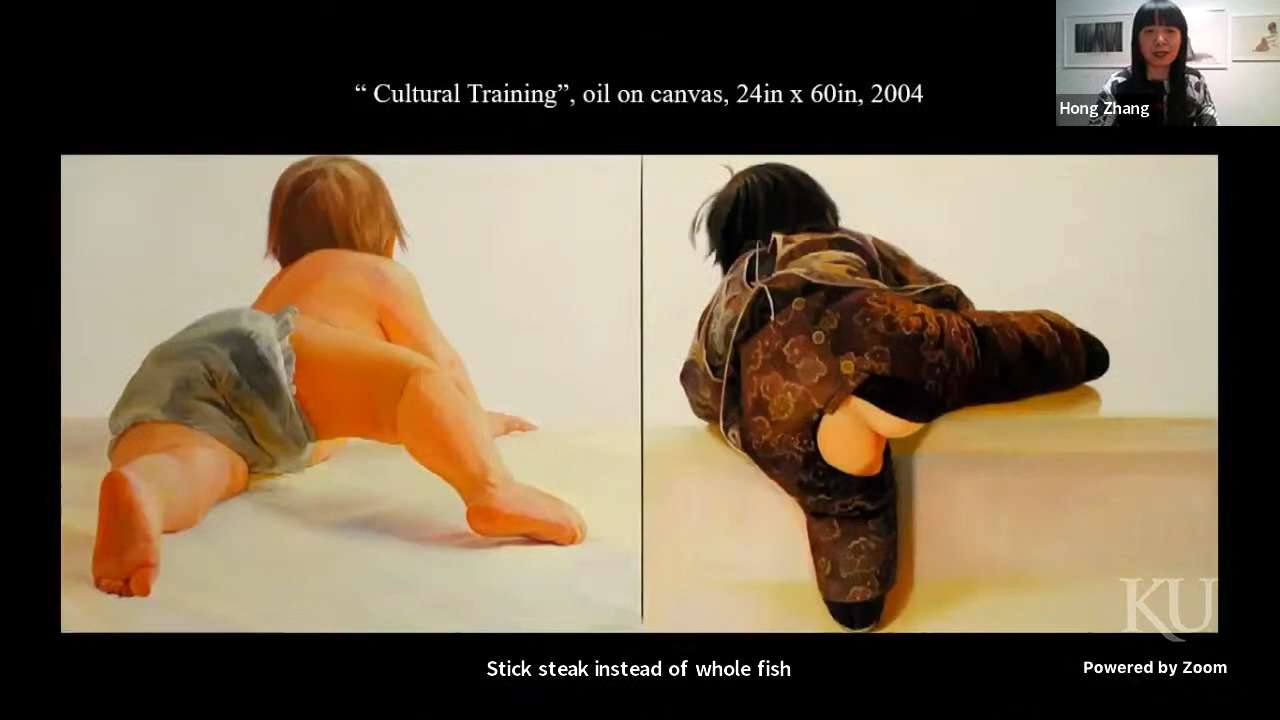 “ Cultural Training”, oil on canvas, 24in x 60in, 2004
Hong Zhang
KU
Stick steak instead of whole fish
Powered by Zoom